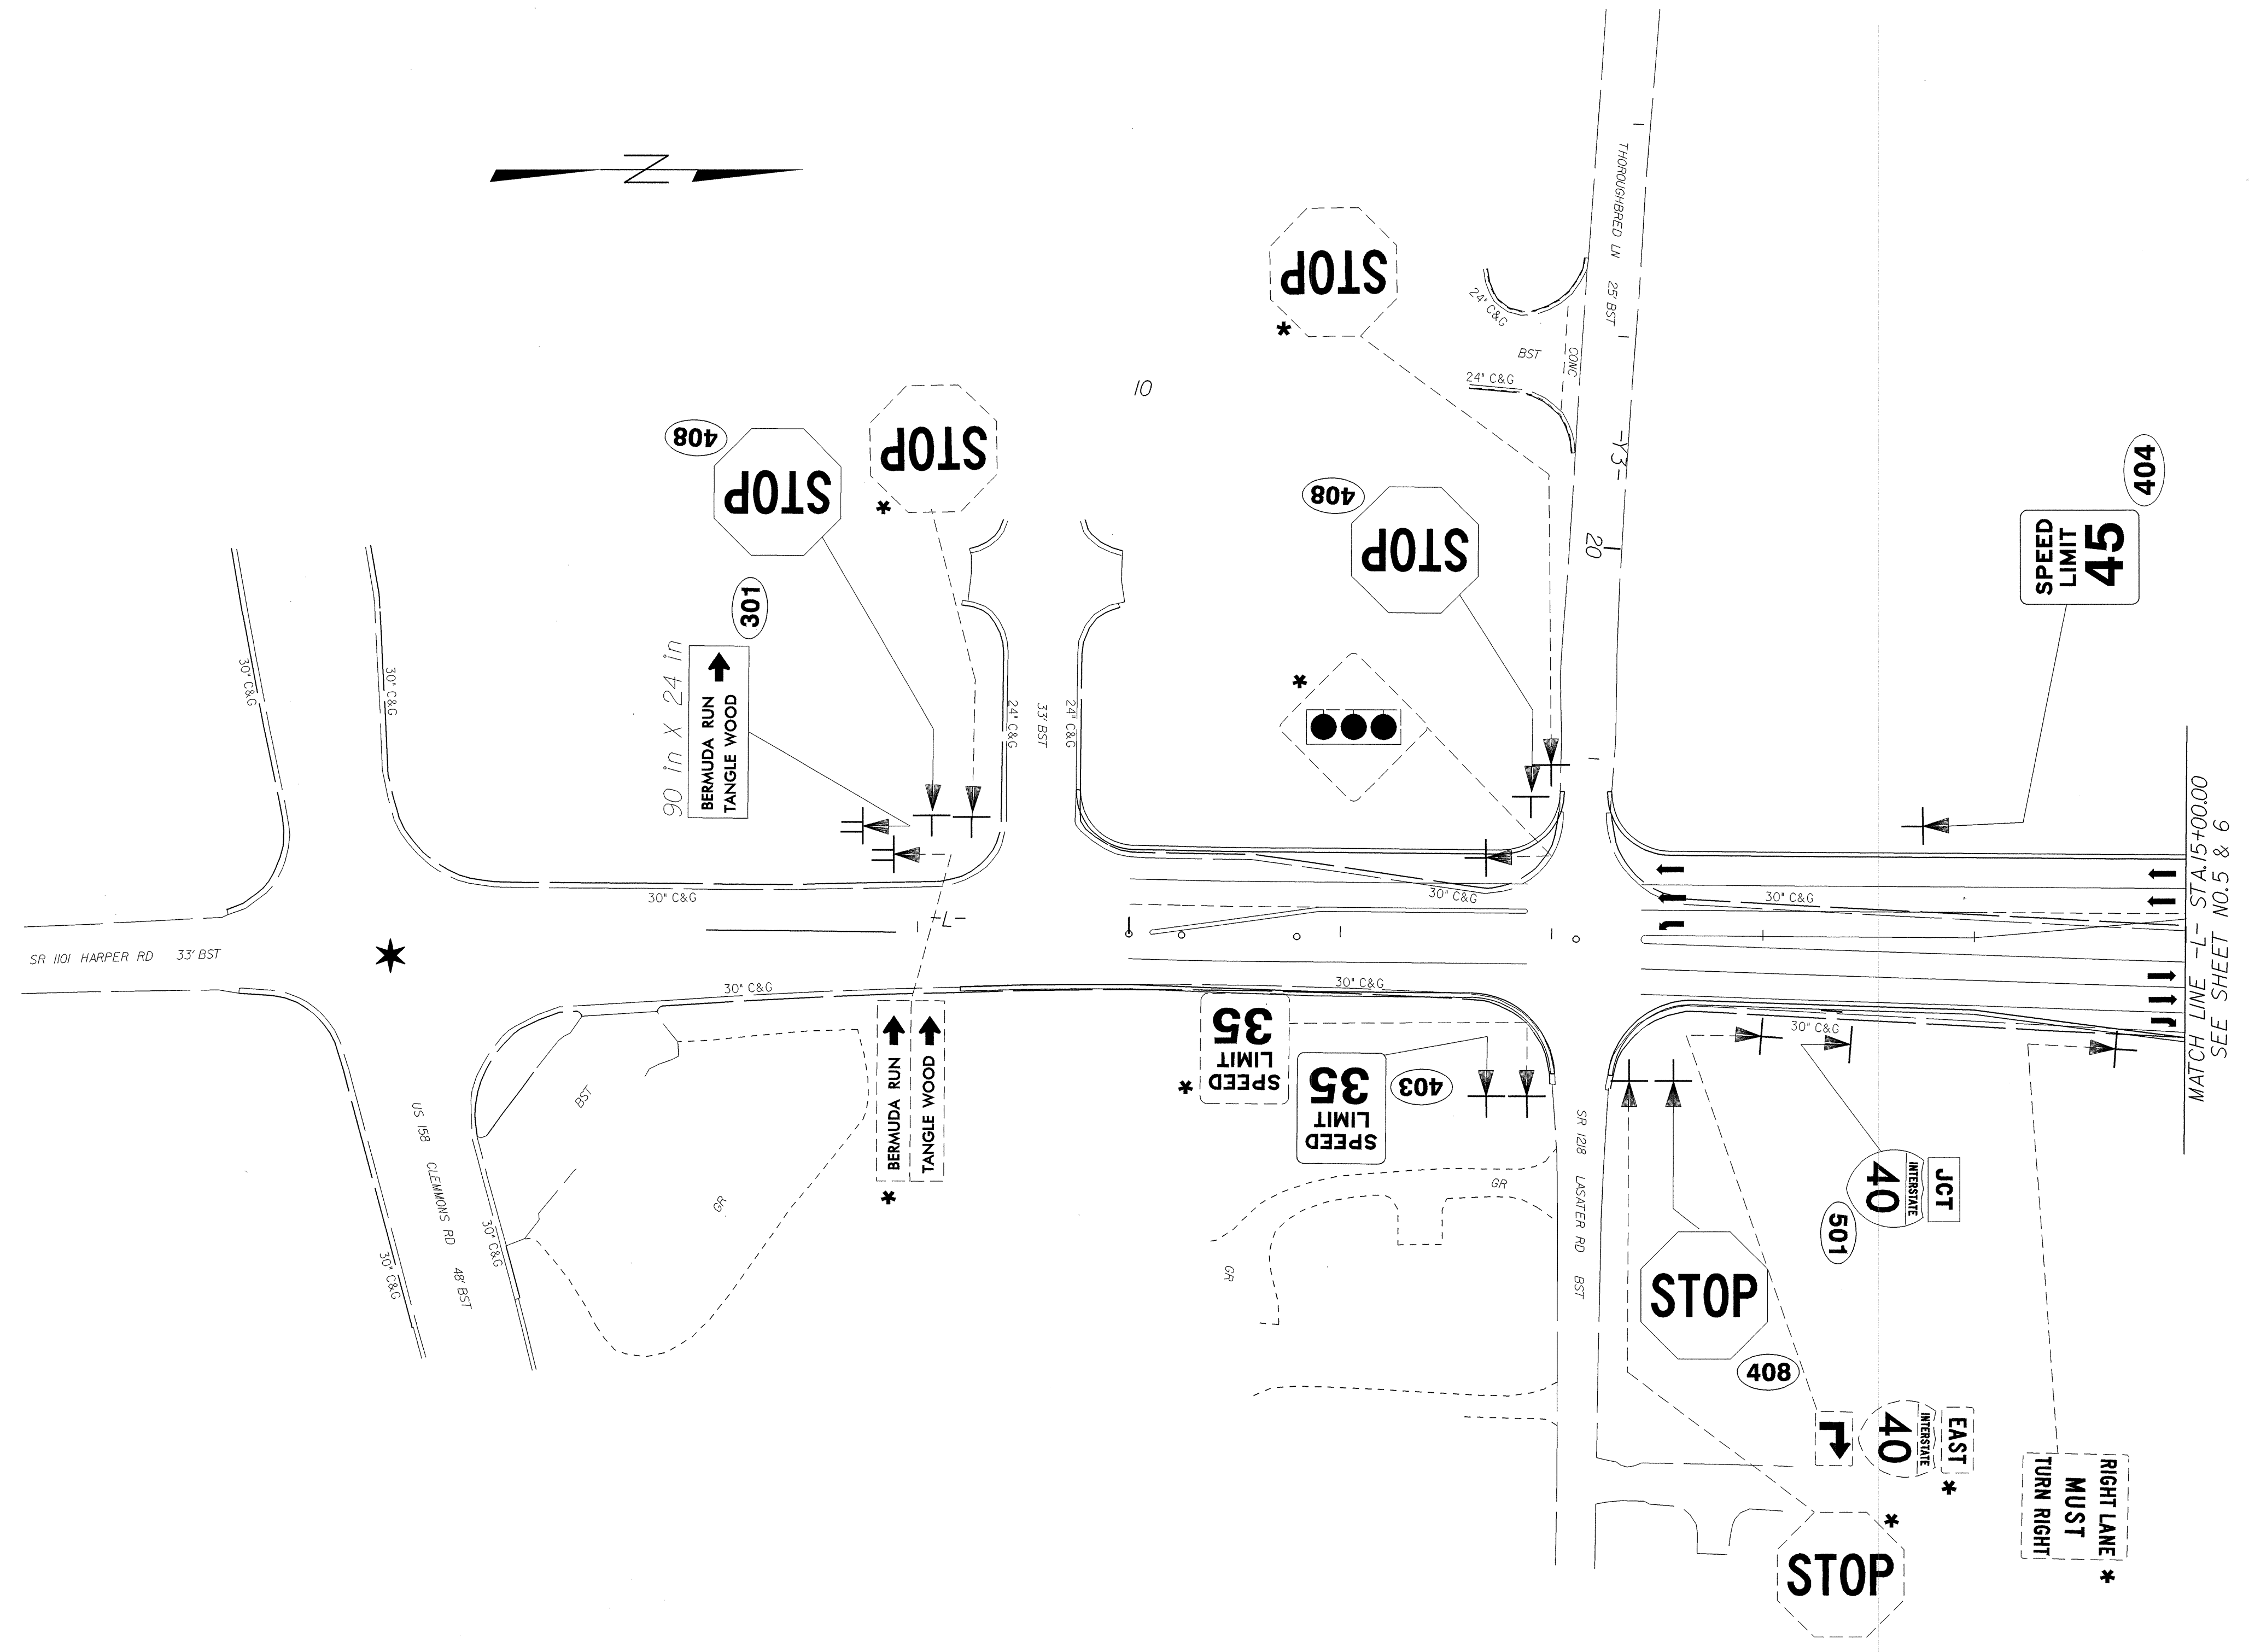 N
THOROUGHBRED LN 25' BST
STOP
*
24" C&G
BST
CONC
24" C&G
10
408
STOP
STOP
*
-Y3-
404
SPEED
LIMIT
45
408
STOP
20
301
90 in X 24 in
BERMUDA RUN
TANGLE WOOD
30" C&G
30" C&G
24" C&G
33' BST
24" C&G
*
30" C&G
30" C&G
30" C&G
-L-
SR 1101 HARPER RD 33' BST
30" C&G
30" C&G
30" C&G
MATCH LINE -L- STA.15+00.00
SEE SHEET NO.5 & 6
BERMUDA RUN
TANGLE WOOD
*
SPEED
LIMIT
35
*
SPEED
LIMIT
35
403
BST
GR
US 158 CLEMMONS RD 48' BST
30" C&G
30" C&G
GR
GR
SR 1218 LASATER RD BST
JCT
INTERSTATE
40
501
STOP
408
EAST
INTERSTATE
40
*
RIGHT LANE
MUST
TURN RIGHT
*
STOP
*